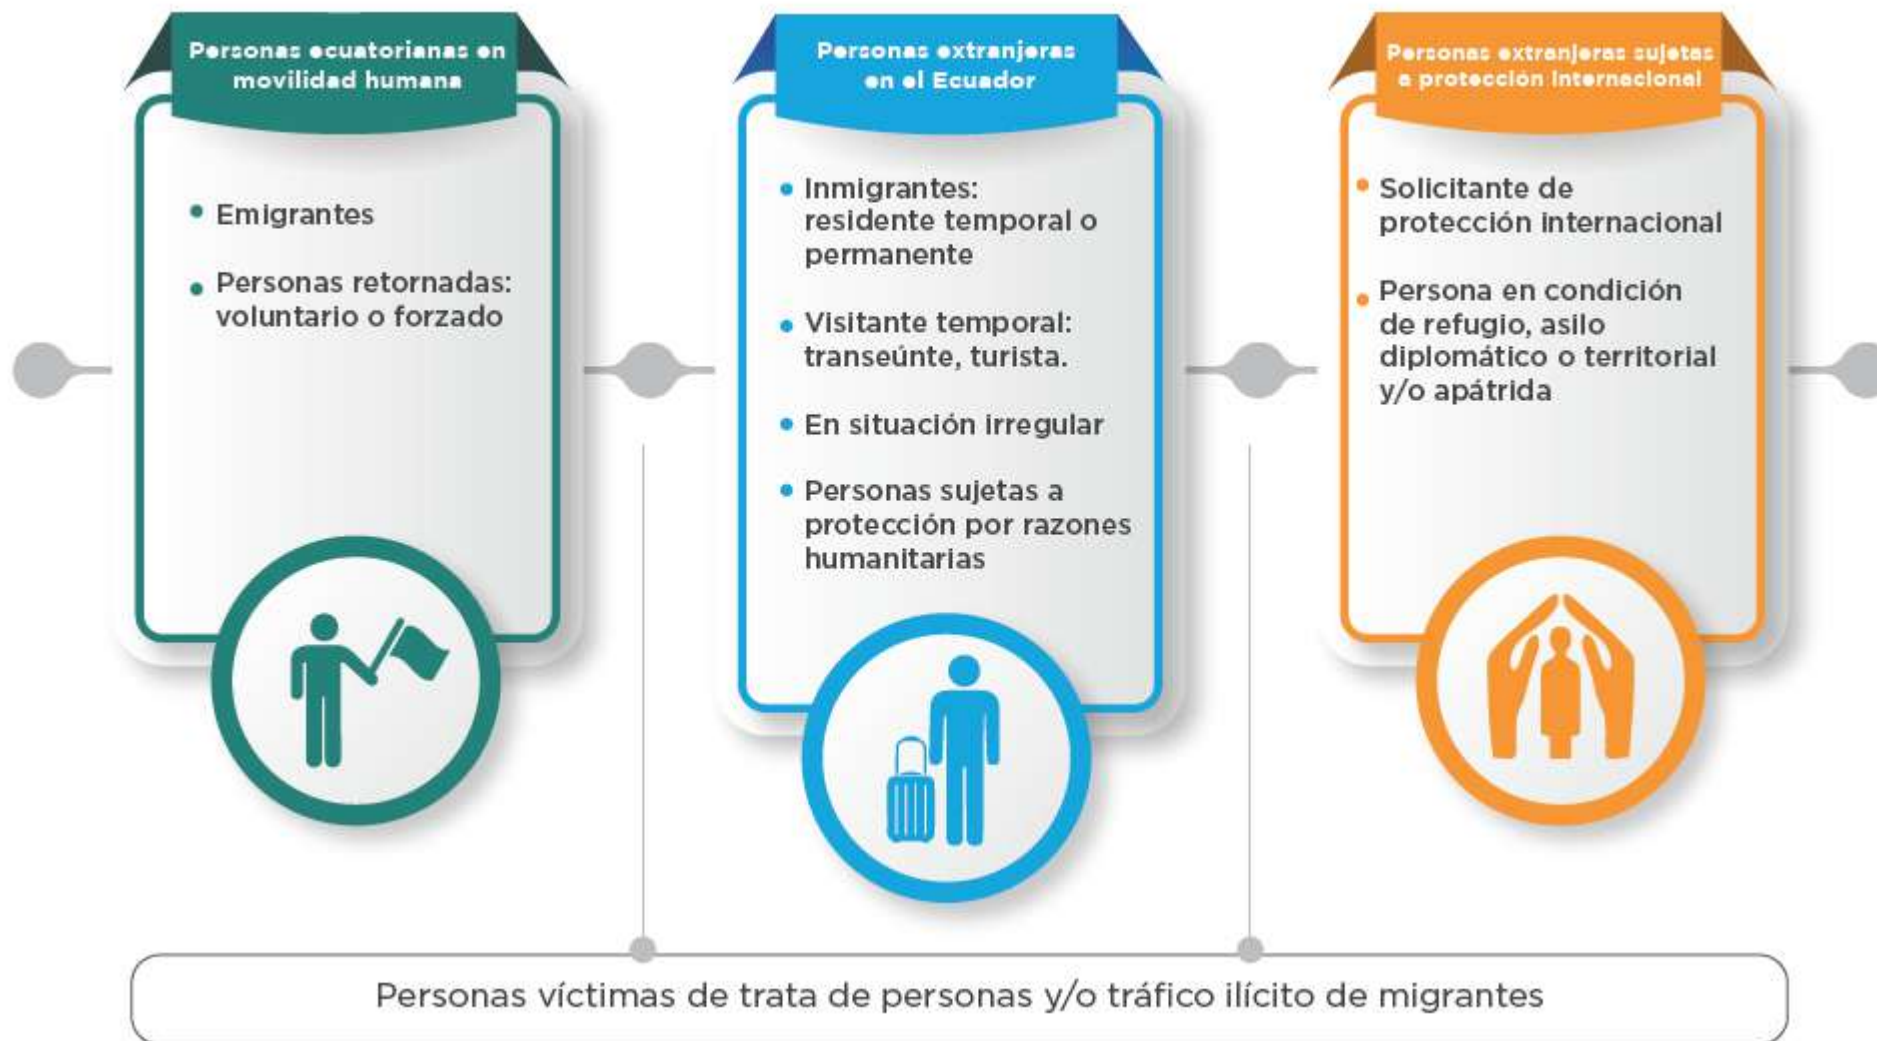 Personas ecuatorianas en
movilidad humana
Emigrantes
Personas retornadas:
voluntario o forzado
Personas extranjeras
en el Ecuador
Inmigrantes:
residente temporal o
permanente
Visitante temporal:
transeúnte, turista.
En situación irregular
Personas sujetas a
protección por razones
humanitarias
Personas extranjeras sujetas
a protección internacional
Solicitante de
protección internacional
Persona en condición
de refugio, asilo
diplomático o territorial
y/o apátrida
Personas víctimas de trata de personas y/o tráfico ilícito de migrantes